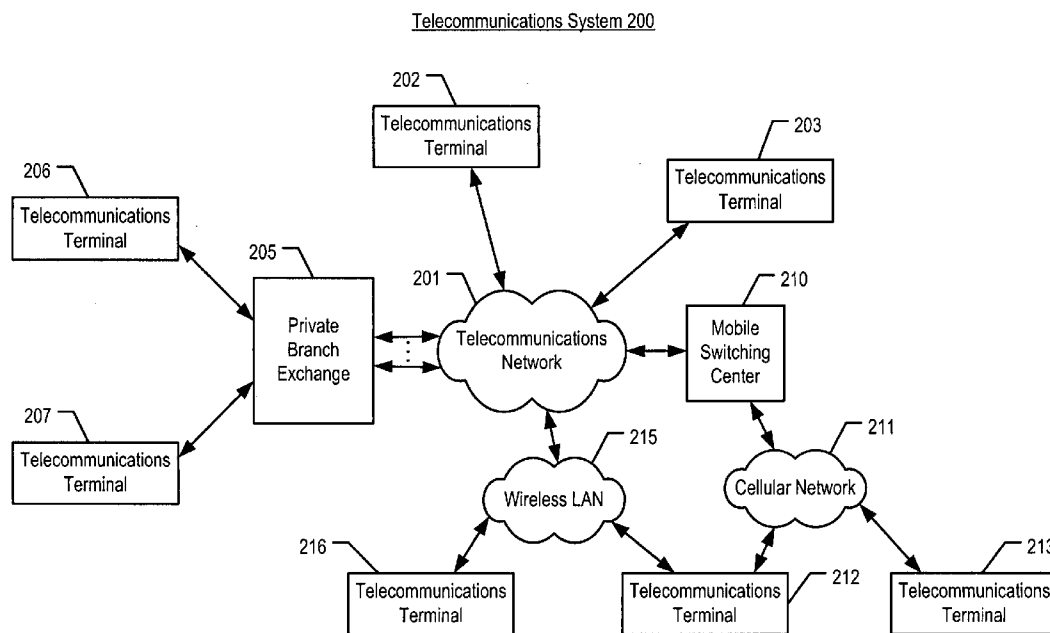 Telecommunications System 200
202
Telecommunications
Terminal
203
Telecommunications
Terminal
206
Telecommunications
Terminal
205
Private
Branch
Exchange
201
Telecommunications
Network
210
Mobile
Switching
Center
207
Telecommunications
Terminal
215
Wireless LAN
211
Cellular Network
216
Telecommunications
Terminal
212
Telecommunications
Terminal
213
Telecommunications
Terminal